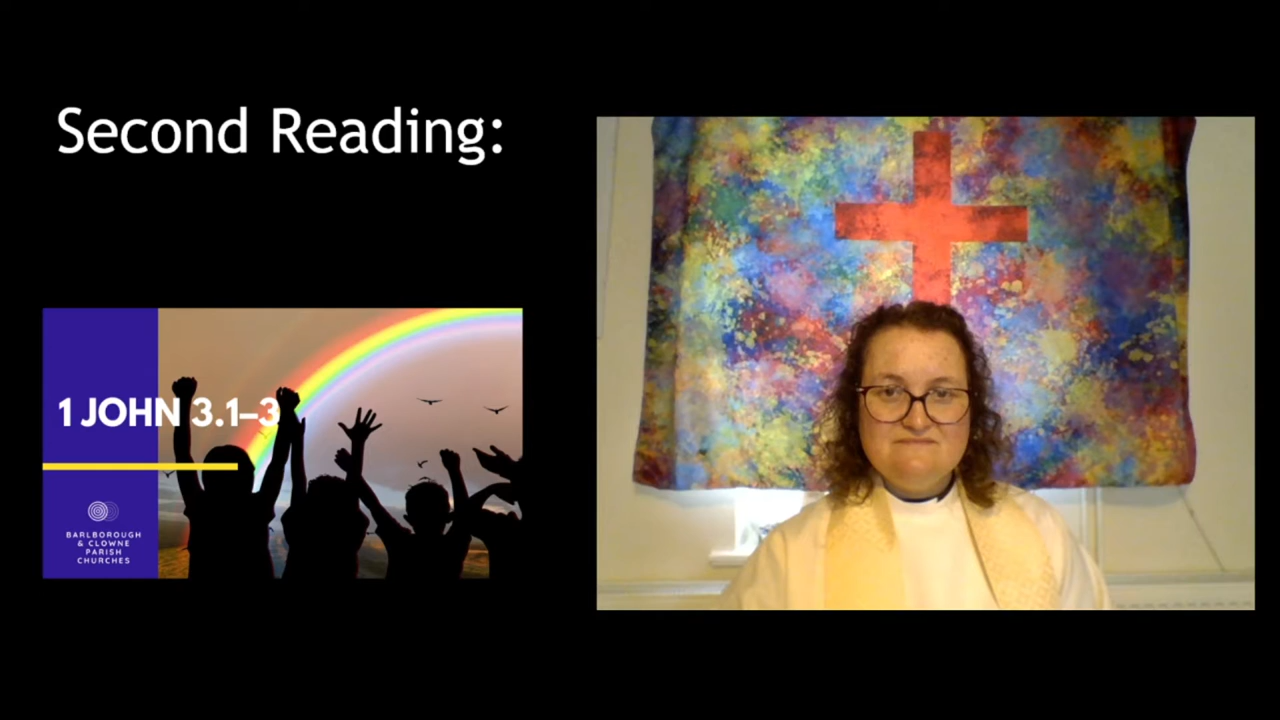 Second Reading:
1 JOHN 3.1–3
BARLBOROUGH
& CLOWNE
PARISH
CHURCHES